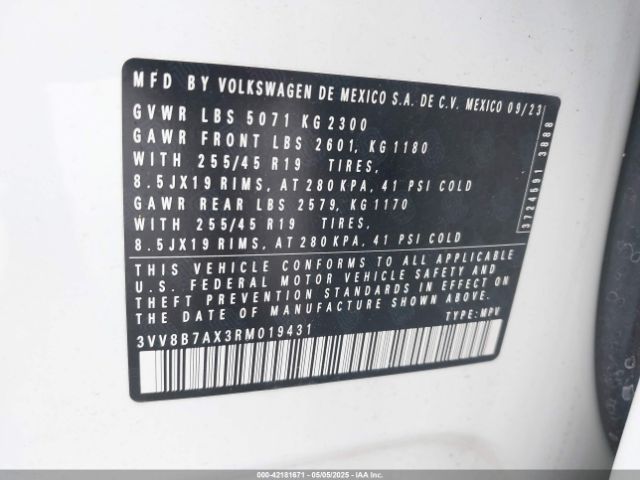 MFD BY VOLKSWAGEN DE MEXICO S.A. DE C.V. MEXICO 09/23
GVWR LBS 5071 KG 2300
GAWR FRONT LBS 2601, KG 1180
WITH 255/45 R19 TIRES,
8.5JX19 RIMS, AT 280 KPA, 41 PSI COLD
GAWR REAR LBS 2579, KG 1170
WITH 255/45 R19 TIRES,
8.5JX19 RIMS, AT 280 KPA, 41 PSI COLD
3724591 3888
THIS VEHICLE CONFORMS TO ALL APPLICABLE
U.S. FEDERAL MOTOR VEHICLE SAFETY AND
THEFT PREVENTION STANDARDS IN EFFECT ON
THE DATE OF MANUFACTURE SHOWN ABOVE.
3VV8B7AX3RM019431 TYPE: MPV
000-42181671 - 05/05/2025 - IAA Inc.